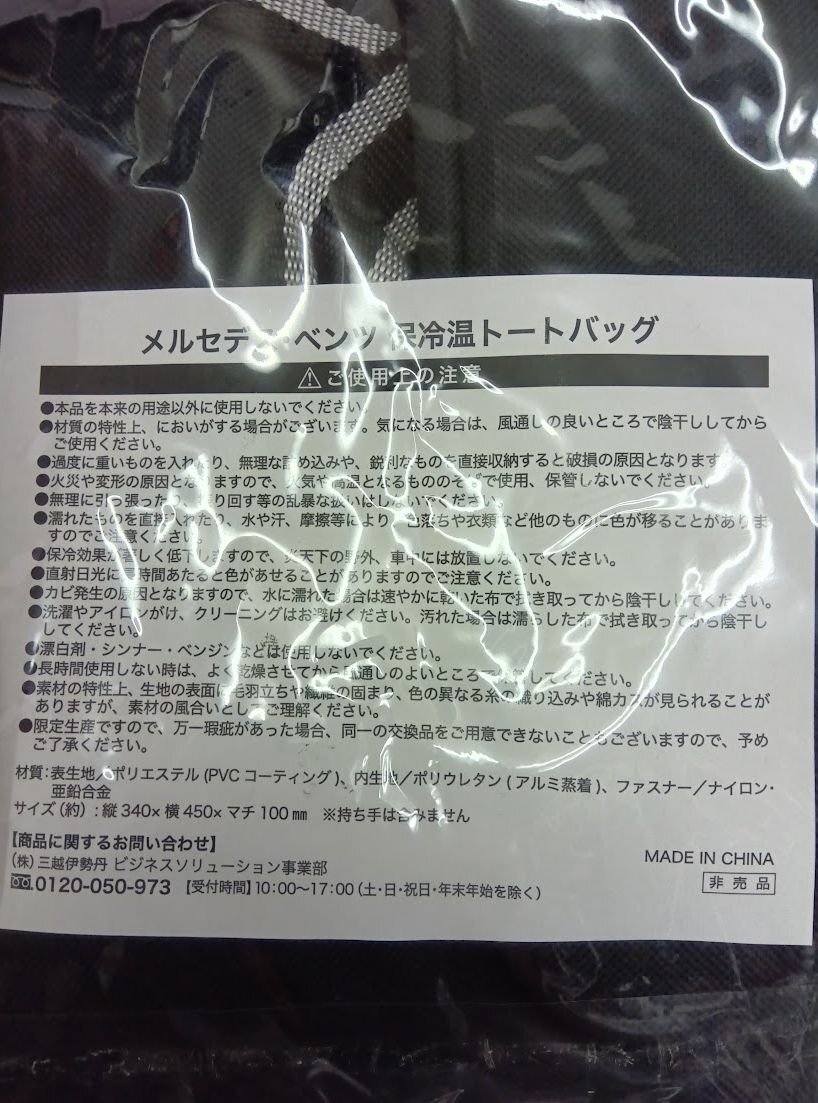 メルセデス・ベンツ 保冷温トートバッグ
⚠ご使用上の注意
●本品を本来の用途以外に使用しないでください。
●材質の特性上、においがする場合がございます。気になる場合は、風通しの良いところで陰干ししてから
ご使用ください。
●過度に重いものを入れたり、無理な詰め込みや、鋭利なものを直接収納すると破損の原因となります。
●火災や変形の原因となりますので、火気や高温となるもののそばで使用、保管しないでください。
●無理に引っ張ったり、振り回す等の乱暴な扱いはしないでください。
●濡れたものを直接入れたり、水や汗、摩擦等により、色落ちや衣類など他のものに色が移ることがありま
すのでご注意ください。
●保冷効果が著しく低下しますので、炎天下の野外、車中には放置しないでください。
●直射日光に長時間あたると色があせることがありますのでご注意ください。
●カビ発生の原因となりますので、水に濡れた場合は速やかに乾いた布で拭き取ってから陰干ししてください。
●洗濯やアイロンがけ、クリーニングはお避けください。汚れた場合は濡らした布で拭き取ってから陰干し
してください。
●漂白剤・シンナー・ベンジンなどは使用しないでください。
●長時間使用しない時は、よく乾燥させてから風通しのよいところで保管してください。
●素材の特性上、生地の表面に毛羽立ちや繊維の固まり、色の異なる糸の織り込みや綿カスが見られることが
ありますが、素材の風合いとしてご理解ください。
●限定生産ですので、万一瑕疵があった場合、同一の交換品をご用意できないこともございますので、予め
ご了承ください。
材質：表生地／ポリエステル (PVC コーティング)、内生地／ポリウレタン (アルミ蒸着)、ファスナー／ナイロン・
亜鉛合金
サイズ（約）：縦 340× 横 450× マチ 100 ㎜ ※持ち手は含みません
【商品に関するお問い合わせ】
(株) 三越伊勢丹 ビジネスソリューション事業部
0120-050-973 【受付時間】10：00～17：00（土・日・祝日・年末年始を除く）
MADE IN CHINA
非売品